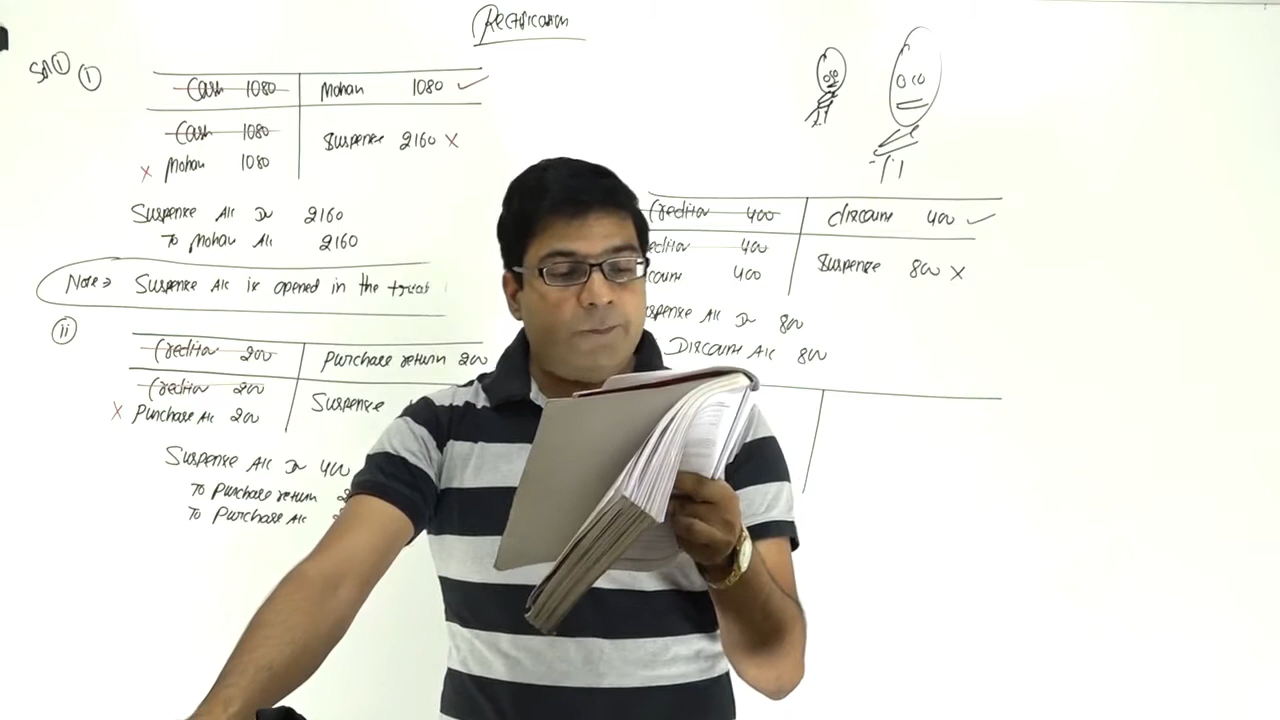 Rectification
Sol ① ①
Cash 1080 Mohan 1080 ✓
Cash 1080 Suspense 2160 x
x Mohan 1080
Suspense A/c Dr 2160
To Mohan A/c 2160
Note⇒ Suspense A/c is opened in the
ii
Creditor 200 Purchase return 200
Creditor 200 Suspense
x Purchase A/c 200
Suspense A/c Dr 400
To Purchase return 2
To Purchase A/c
Creditor 400 discount 400 ✓
editor 400 Suspense 800 x
count 400
uspense A/c Dr 800
Discount A/c 800